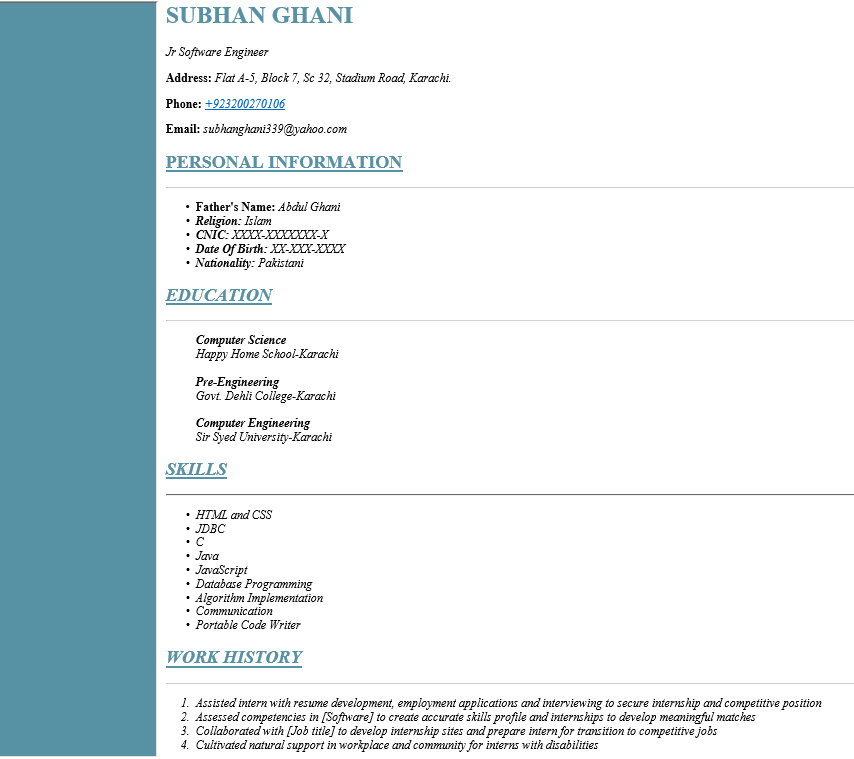 SUBHAN GHANI
Jr Software Engineer
Address: Flat A-5, Block 7, Sc 32, Stadium Road, Karachi.
Phone: +923200270106
Email: subhanghani339@yahoo.com
PERSONAL INFORMATION
• Father's Name: Abdul Ghani
• Religion: Islam
• CNIC: XXXX-XXXXXXX-X
• Date Of Birth: XX-XXX-XXXX
• Nationality: Pakistani
EDUCATION
Computer Science
Happy Home School-Karachi
Pre-Engineering
Govt. Dehli College-Karachi
Computer Engineering
Sir Syed University-Karachi
SKILLS
• HTML and CSS
• JDBC
• C
• Java
• JavaScript
• Database Programming
• Algorithm Implementation
• Communication
• Portable Code Writer
WORK HISTORY
1. Assisted intern with resume development, employment applications and interviewing to secure internship and competitive position
2. Assessed competencies in [Software] to create accurate skills profile and internships to develop meaningful matches
3. Collaborated with [Job title] to develop internship sites and prepare intern for transition to competitive jobs
4. Cultivated natural support in workplace and community for interns with disabilities